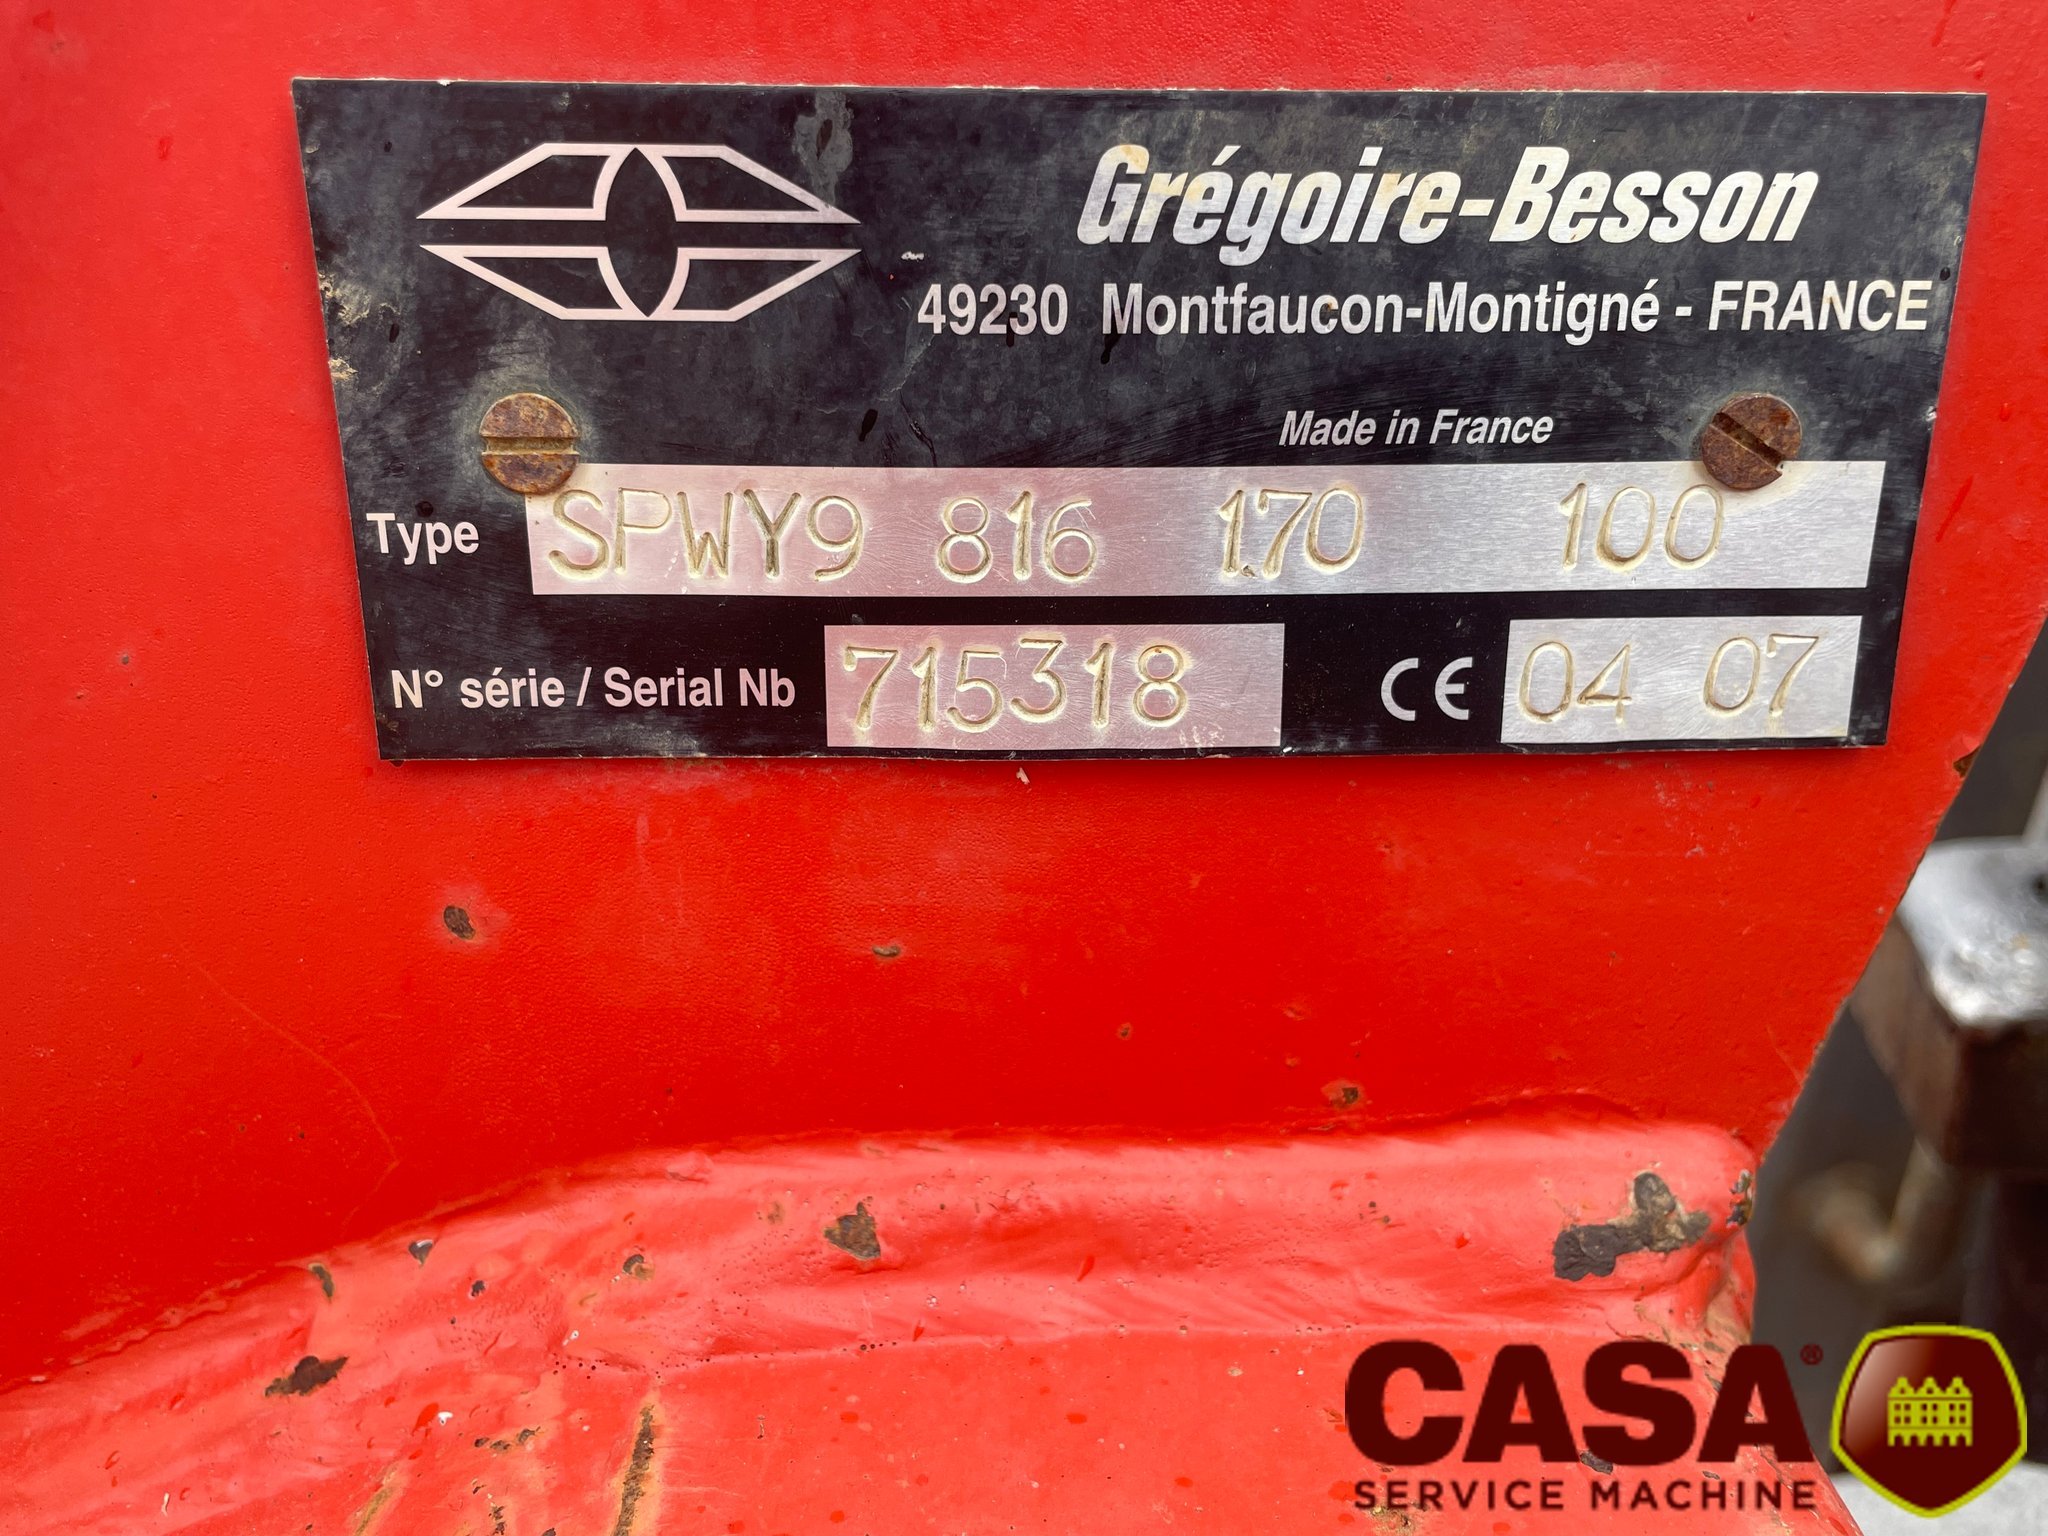 Grégoire-Besson
49230 Montfaucon-Montigné - FRANCE
Made in France
Type SPWY9 816 170 100
N° série / Serial Nb 715318 CE 04 07
CASA®
SERVICE MACHINE